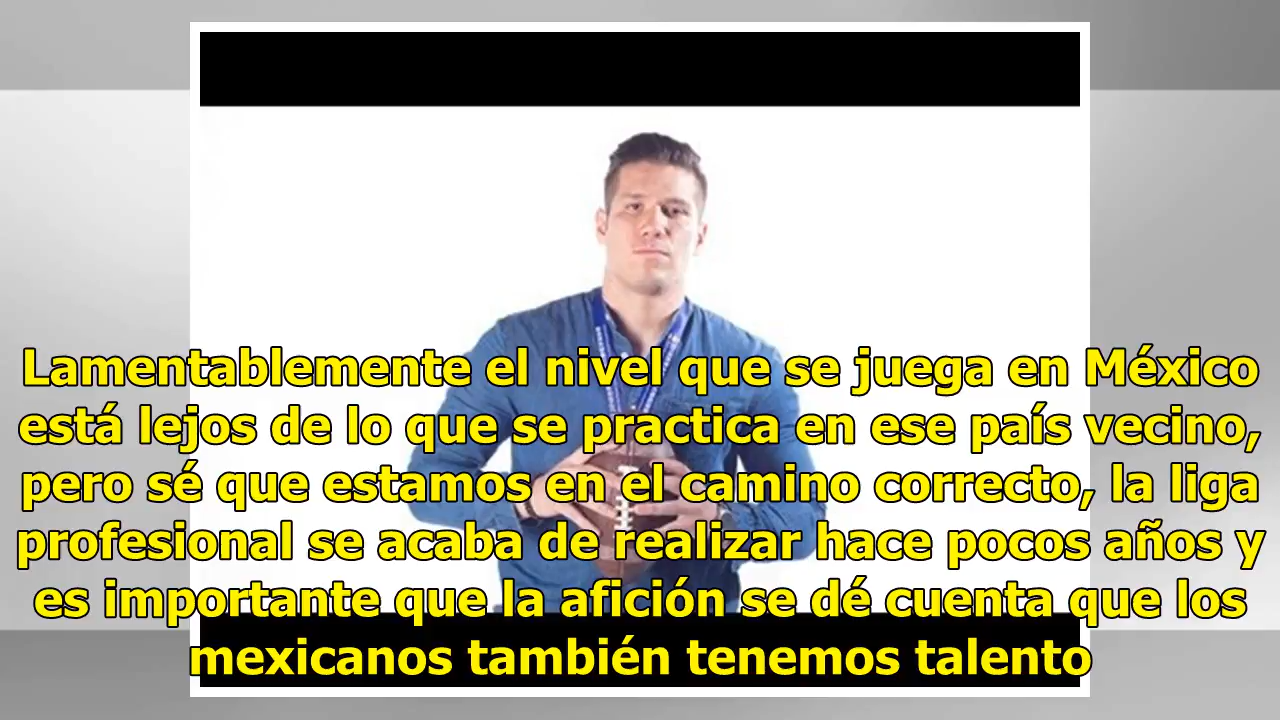 Lamentablemente el nivel que se juega en México
está lejos de lo que se practica en ese país vecino,
pero sé que estamos en el camino correcto, la liga
profesional se acaba de realizar hace pocos años y
es importante que la afición se dé cuenta que los
mexicanos también tenemos talento